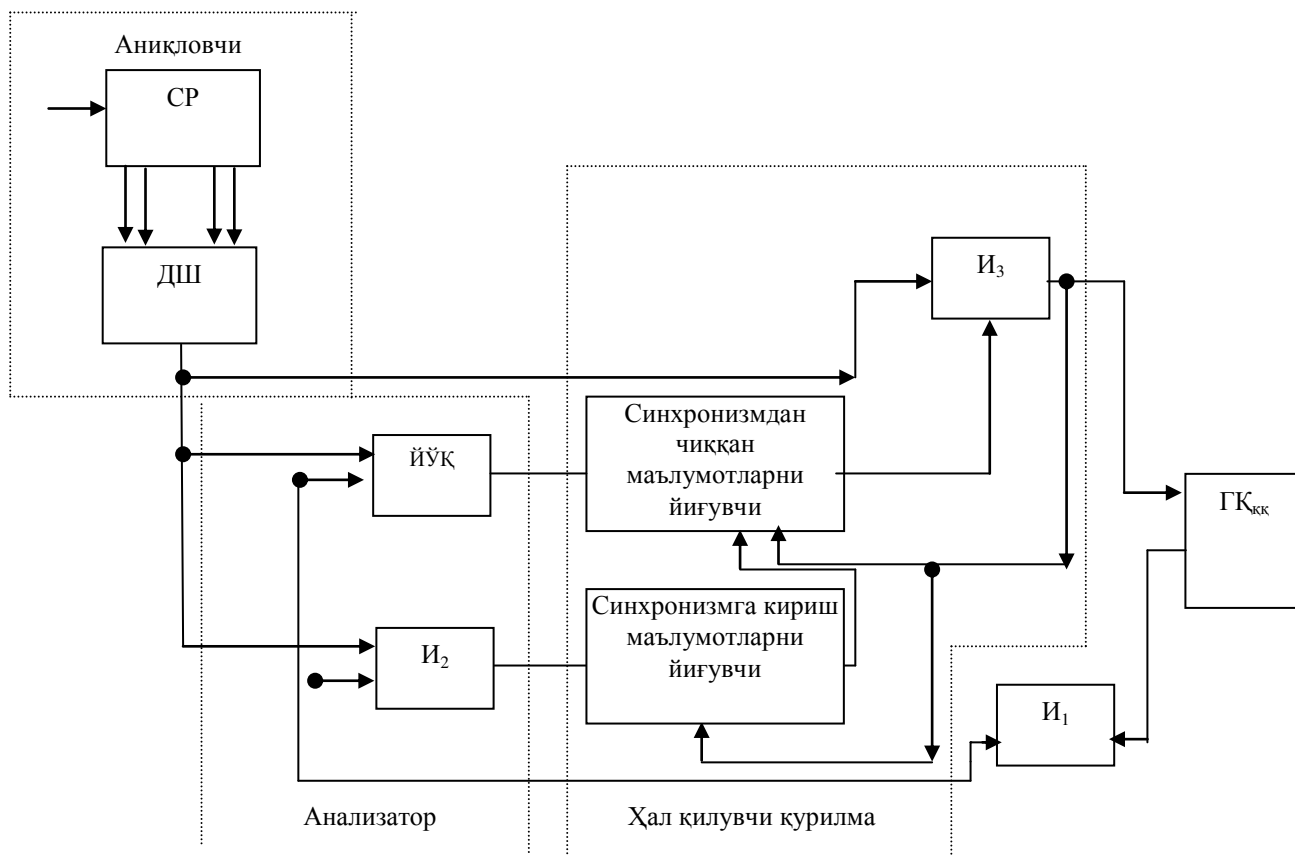 Аниқловчи
СР
ДШ
И₃
Синхронизмдан
чиққан
маълумотларни
йиғувчи
ЙЎҚ
ГҚққ
Синхронизмга кириш
маълумотларни
йиғувчи
И₂
И₁
Анализатор
Ҳал қилувчи қурилма